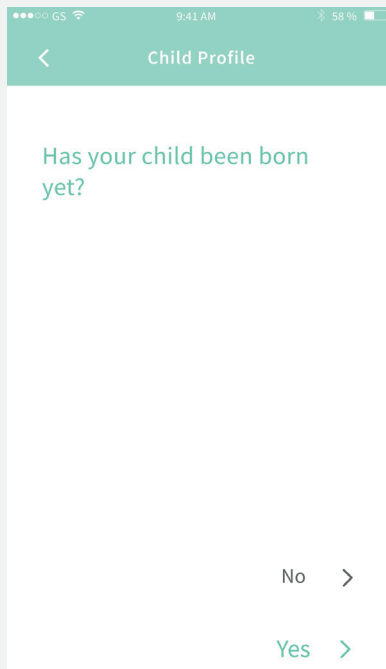 GS 9:41 AM 58 %
Child Profile
Has your child been born
yet?
No
Yes